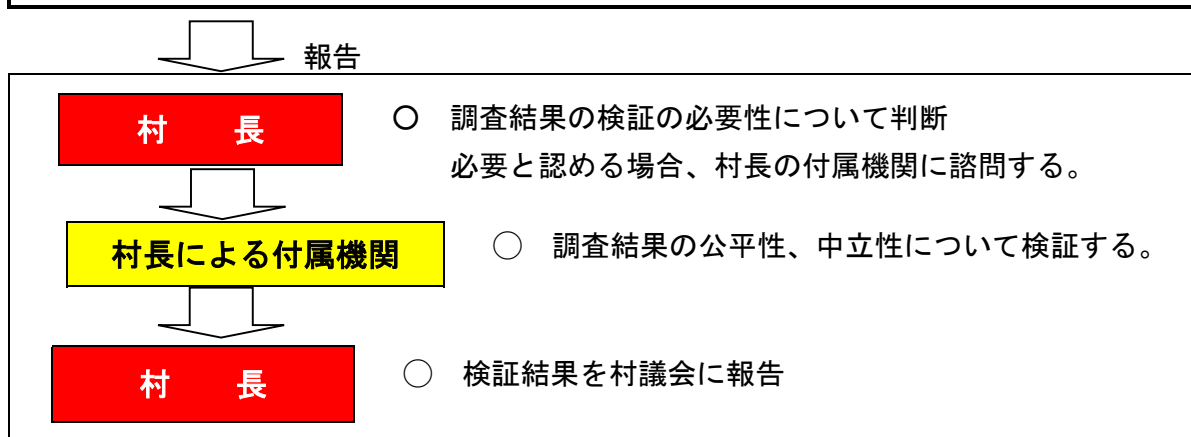 報告
村　　長
〇　調査結果の検証の必要性について判断
必要と認める場合、村長の付属機関に諮問する。
村長による付属機関
○　調査結果の公平性、中立性について検証する。
村　　長
○　検証結果を村議会に報告